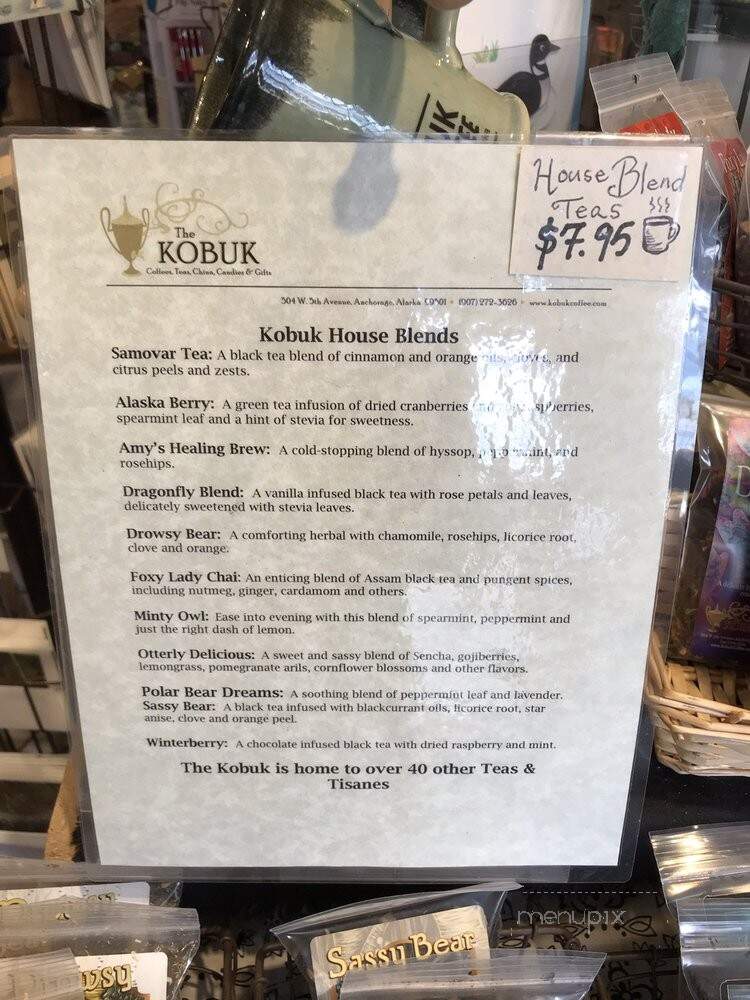 House Blend
Teas
$7.95
The
KOBUK
Coffees, Teas, China, Candies & Gifts
504 W. 5th Avenue, Anchorage, Alaska • (907) 272-3626 • www.kobukcoffee.com
Kobuk House Blends
Samovar Tea: A black tea blend of cinnamon and orange oils, cloves, and
citrus peels and zests.
Alaska Berry: A green tea infusion of dried cranberries
spearmint leaf and a hint of stevia for sweetness.
Amy's Healing Brew: A cold-stopping blend of hyssop, peppermint, and
rosehips.
Dragonfly Blend: A vanilla infused black tea with rose petals and leaves,
delicately sweetened with stevia leaves.
Drowsy Bear: A comforting herbal with chamomile, rosehips, licorice root,
clove and orange.
Foxy Lady Chai: An enticing blend of Assam black tea and pungent spices,
including nutmeg, ginger, cardamom and others.
Minty Owl: Ease into evening with this blend of spearmint, peppermint and
just the right dash of lemon.
Otterly Delicious: A sweet and sassy blend of Sencha, gojiberries,
lemongrass, pomegranate arils, cornflower blossoms and other flavors.
Polar Bear Dreams: A soothing blend of peppermint leaf and lavender.
Sassy Bear: A black tea infused with blackcurrant oils, licorice root, star
anise, clove and orange peel.
Winterberry: A chocolate infused black tea with dried raspberry and mint.
The Kobuk is home to over 40 other Teas &
Tisanes
menupix
Sassy Bear